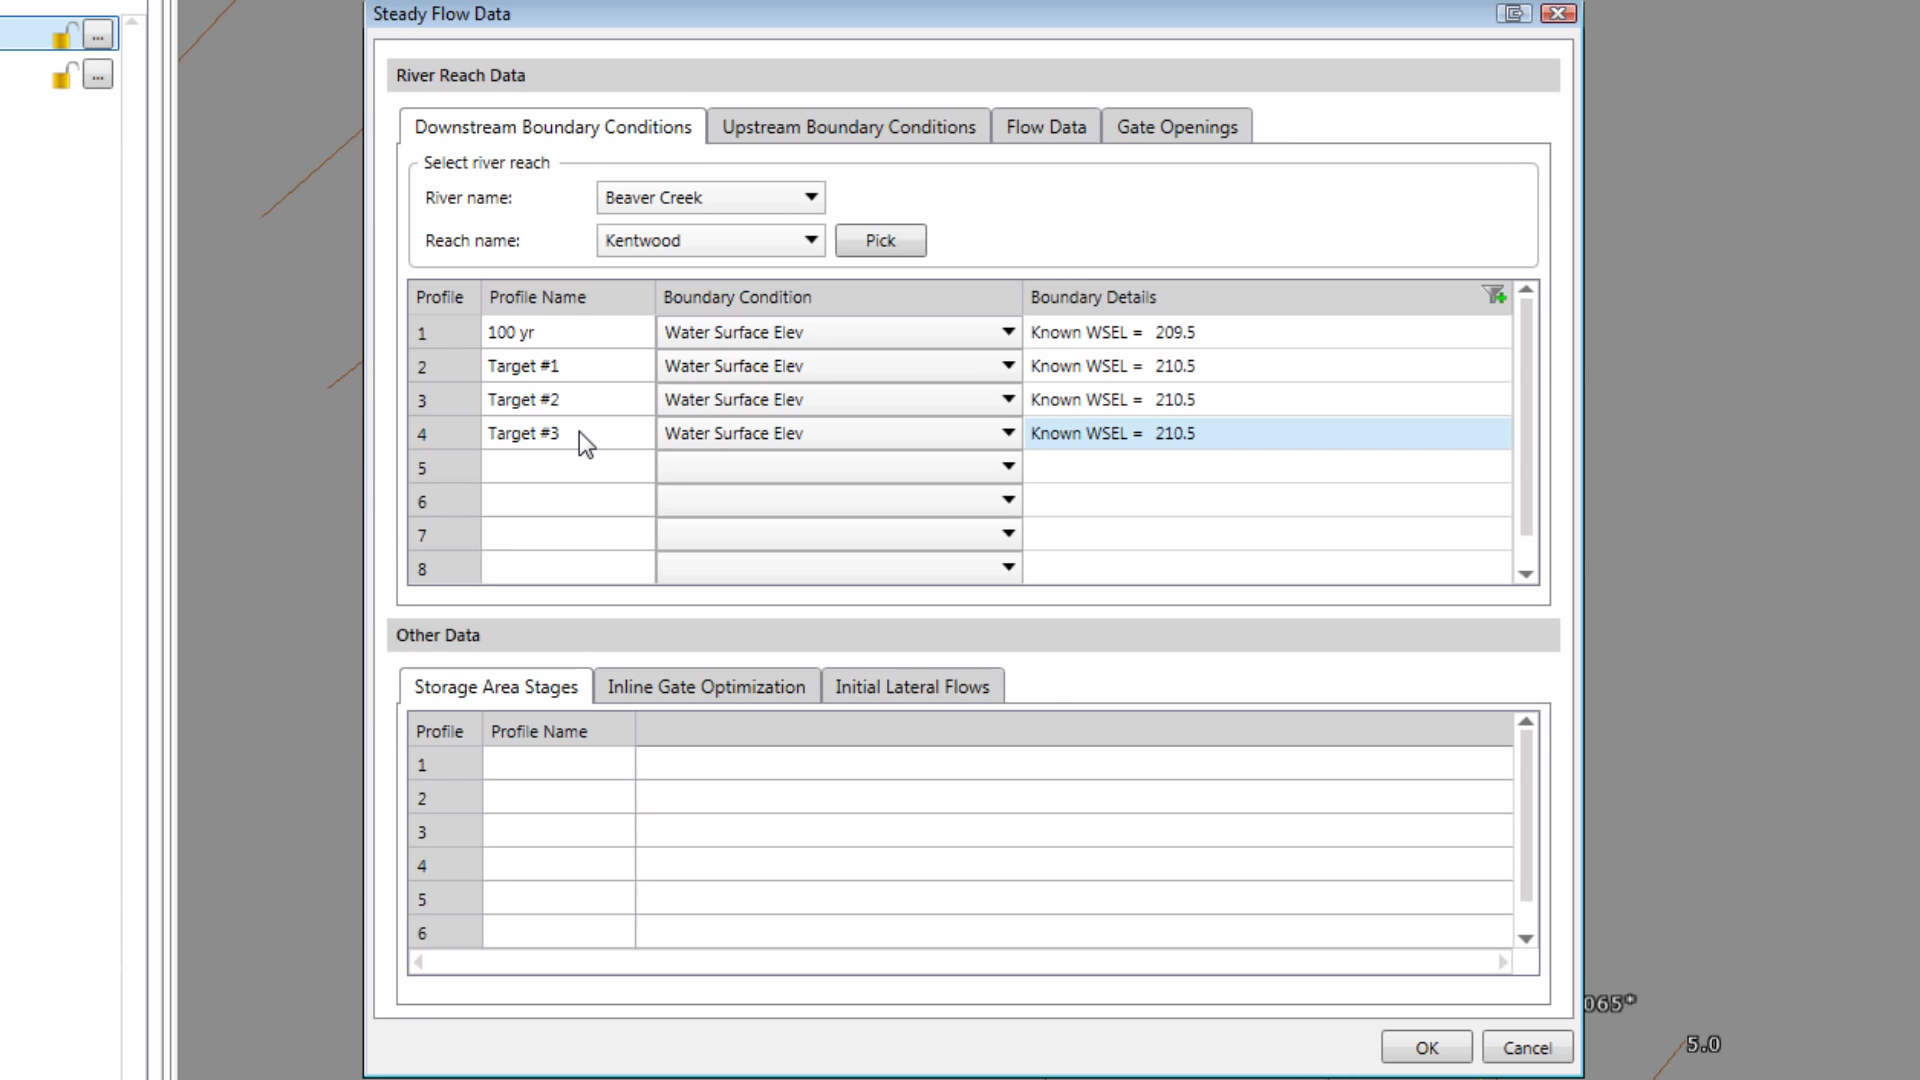 Steady Flow Data
...
...
River Reach Data
Downstream Boundary Conditions Upstream Boundary Conditions Flow Data Gate Openings
Select river reach
River name: Beaver Creek
Reach name: Kentwood Pick
Profile Profile Name Boundary Condition Boundary Details
1 100 yr Water Surface Elev Known WSEL = 209.5
2 Target #1 Water Surface Elev Known WSEL = 210.5
3 Target #2 Water Surface Elev Known WSEL = 210.5
4 Target #3 Water Surface Elev Known WSEL = 210.5
5
6
7
8
Other Data
Storage Area Stages Inline Gate Optimization Initial Lateral Flows
Profile Profile Name
1
2
3
4
5
6
065*
OK Cancel
5.0